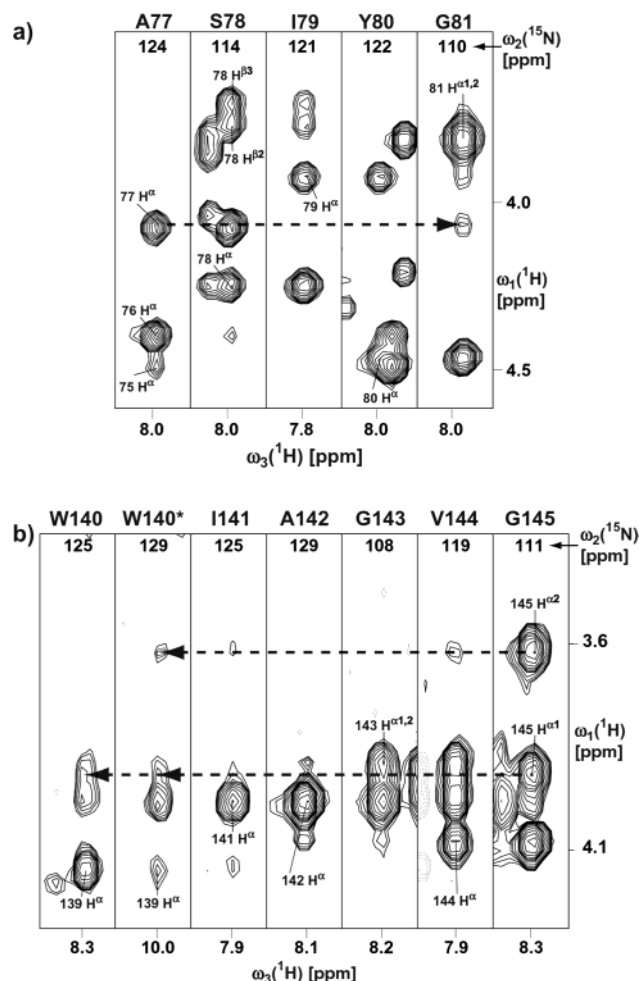 a)
A77 S78 I79 Y80 G81
124 114 121 122 110
ω2(15N) [ppm]
78 Hβ3
81 Hα1,2
78 Hβ2
79 Hα
77 Hα
4.0
78 Hα
ω1(1H) [ppm]
76 Hα
75 Hα
80 Hα
4.5
8.0 8.0 7.8 8.0 8.0
ω3(1H) [ppm]
b)
W140 W140* I141 A142 G143 V144 G145
125 129 125 129 108 119 111
ω2(15N) [ppm]
145 Hα2
3.6
143 Hα1,2
145 Hα1
ω1(1H) [ppm]
141 Hα
4.1
139 Hα 139 Hα 142 Hα 144 Hα
8.3 10.0 7.9 8.1 8.2 7.9 8.3
ω3(1H) [ppm]